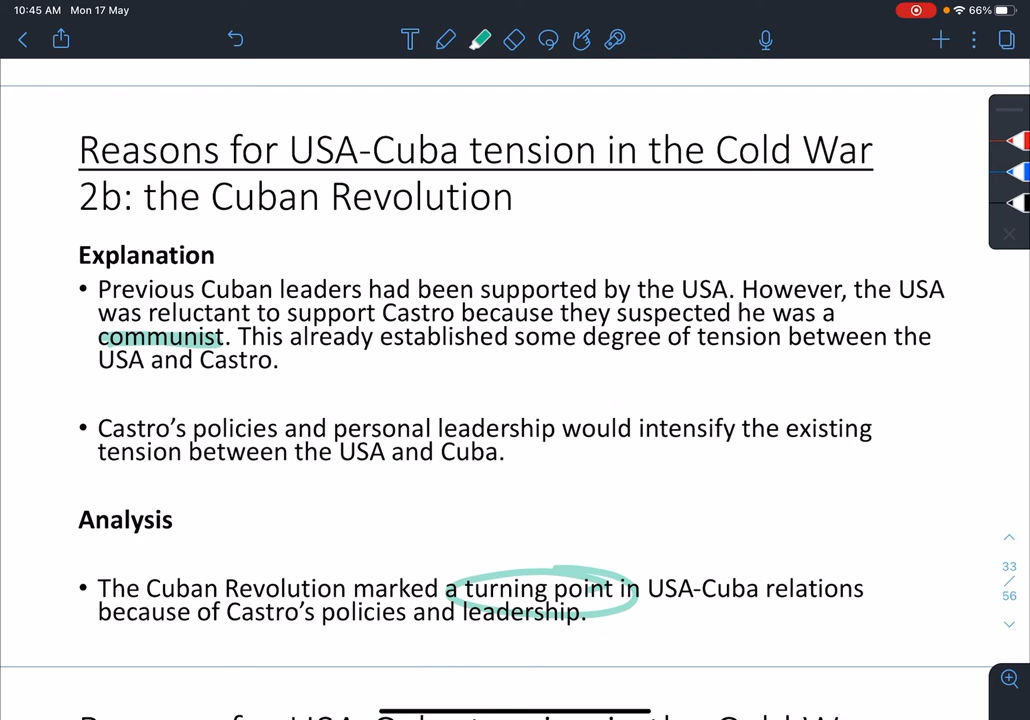 10:45 AM Mon 17 May
66%
Reasons for USA-Cuba tension in the Cold War
2b: the Cuban Revolution
Explanation
• Previous Cuban leaders had been supported by the USA. However, the USA
was reluctant to support Castro because they suspected he was a
communist. This already established some degree of tension between the
USA and Castro.
• Castro’s policies and personal leadership would intensify the existing
tension between the USA and Cuba.
Analysis
• The Cuban Revolution marked a turning point in USA-Cuba relations
because of Castro’s policies and leadership.
33
/
56